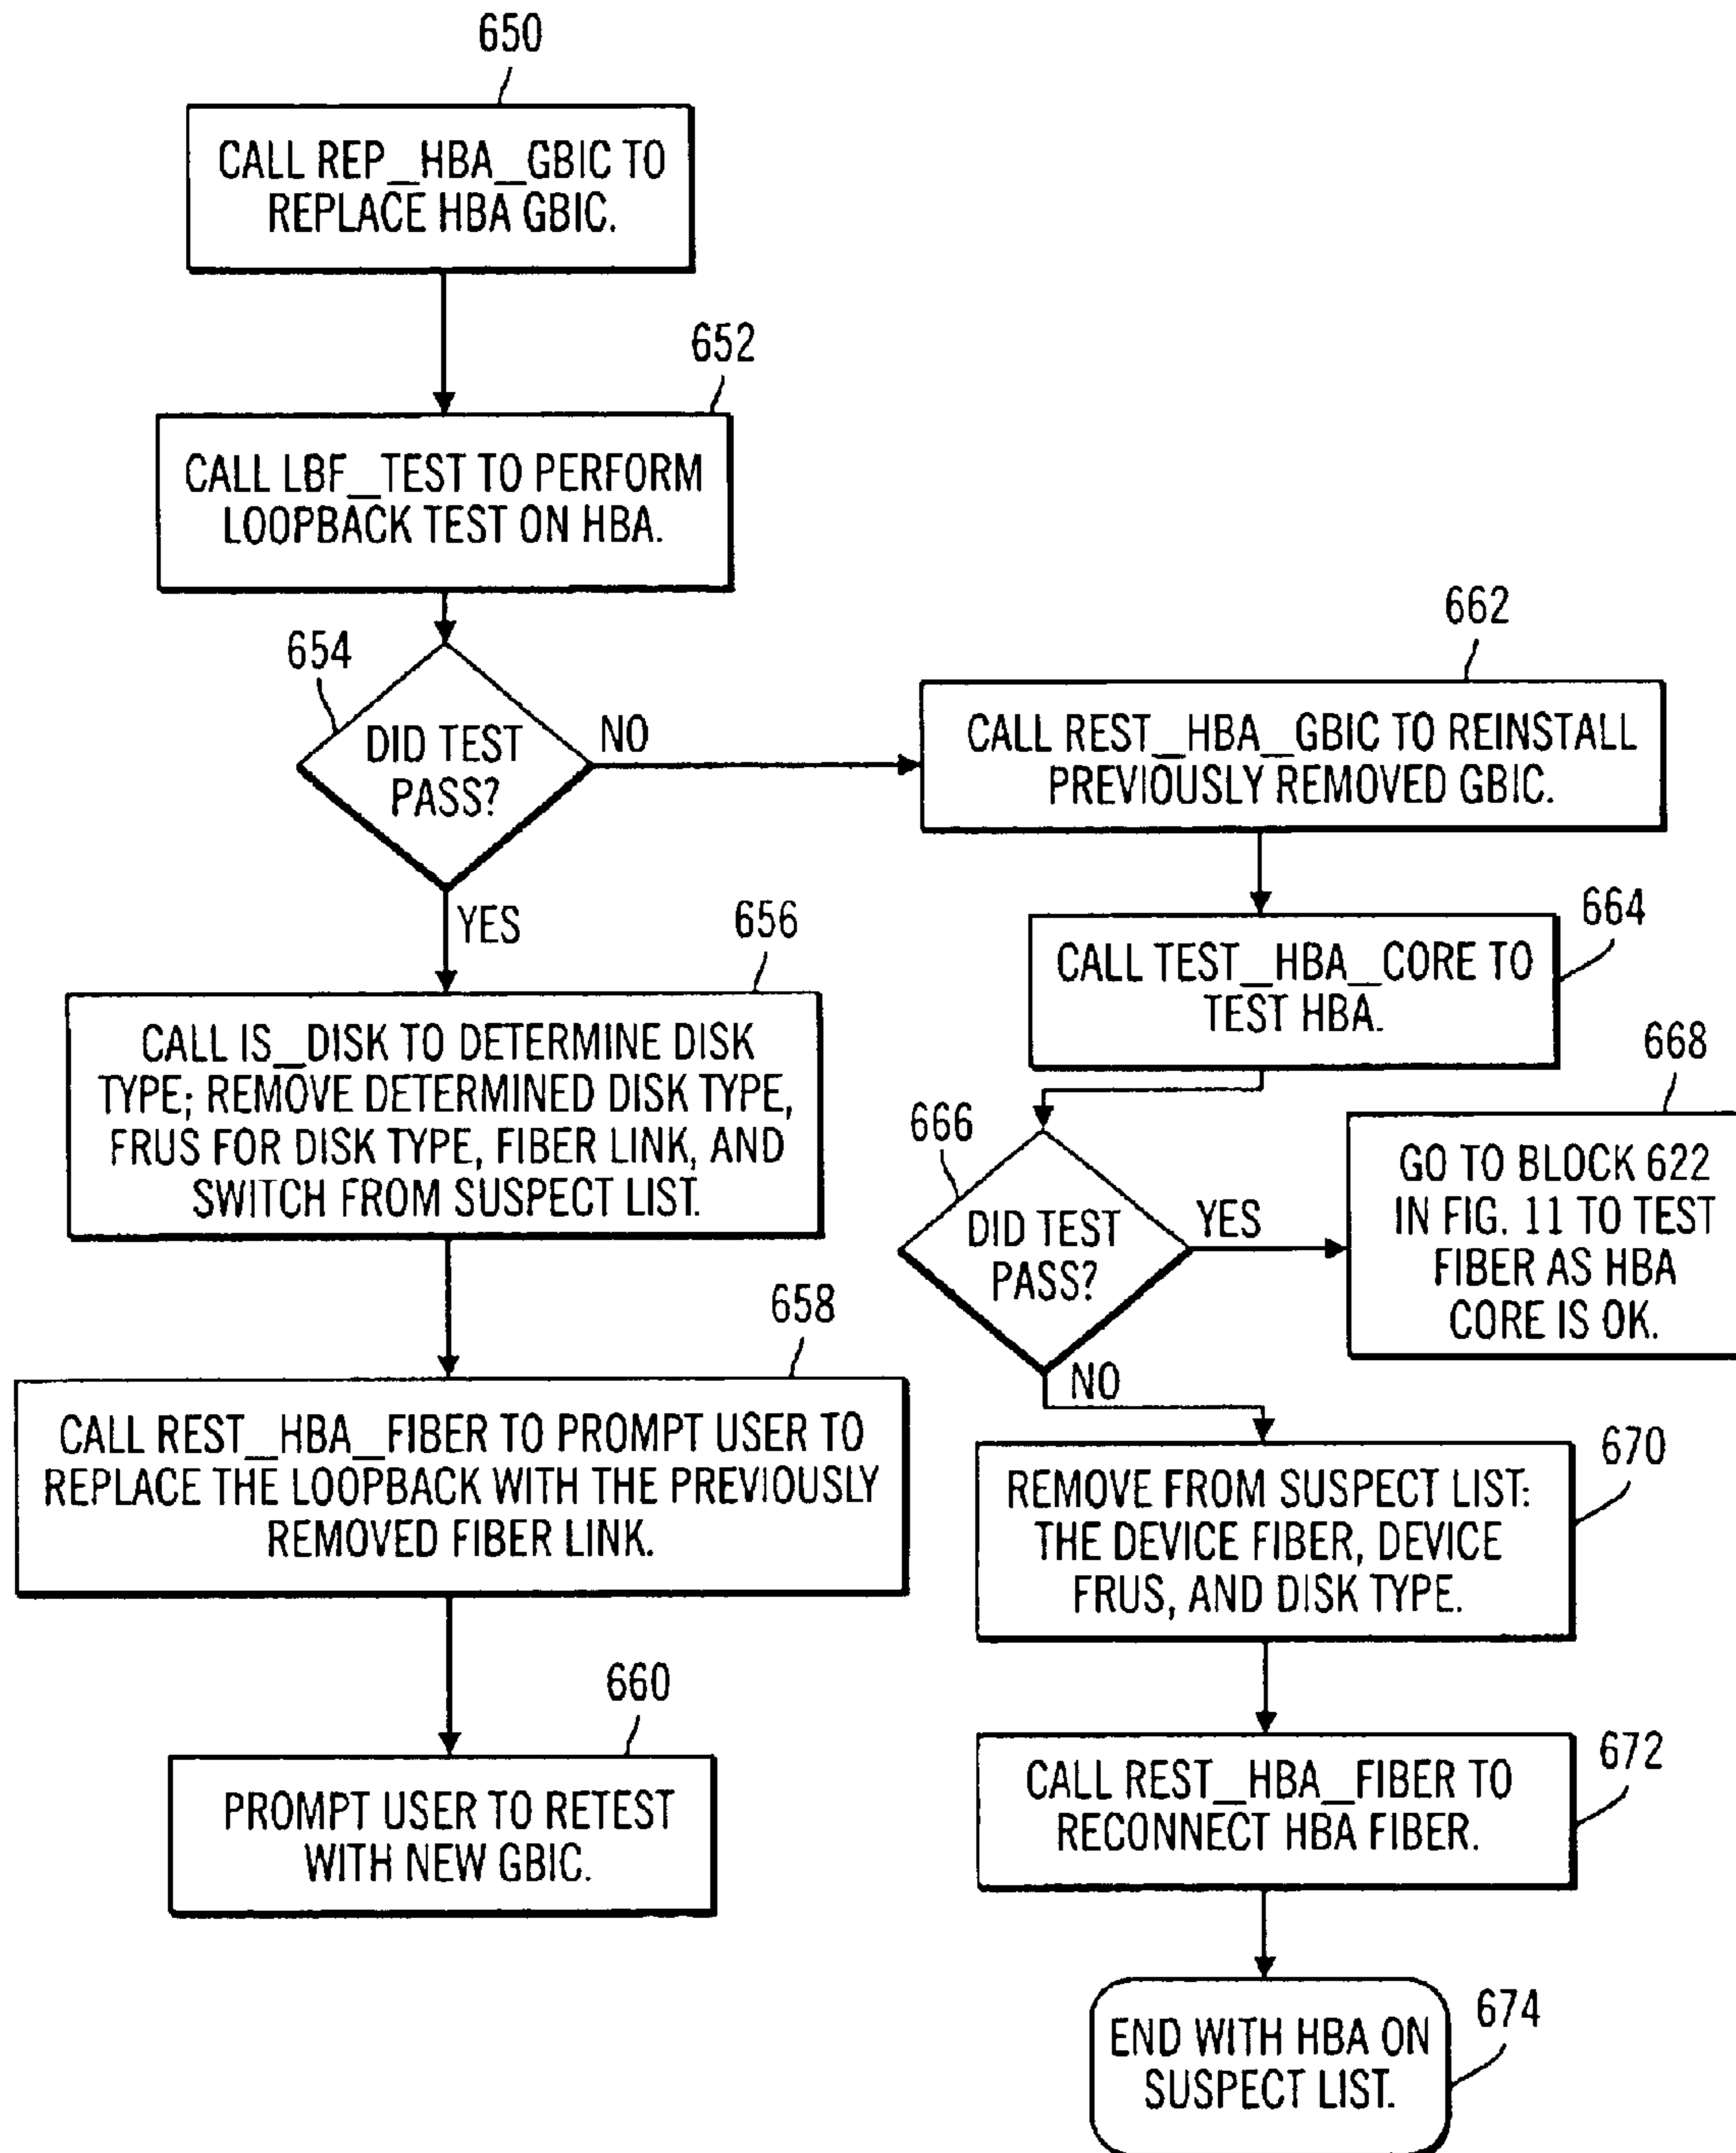 650
CALL REP_HBA_GBIC TO
REPLACE HBA GBIC.
652
CALL LBF_TEST TO PERFORM
LOOPBACK TEST ON HBA.
654
DID TEST
PASS?
NO
YES
662
CALL REST_HBA_GBIC TO REINSTALL
PREVIOUSLY REMOVED GBIC.
664
CALL TEST_HBA_CORE TO
TEST HBA.
656
CALL IS_DISK TO DETERMINE DISK
TYPE; REMOVE DETERMINED DISK TYPE,
FRUS FOR DISK TYPE, FIBER LINK, AND
SWITCH FROM SUSPECT LIST.
666
DID TEST
PASS?
YES
NO
668
GO TO BLOCK 622
IN FIG. 11 TO TEST
FIBER AS HBA
CORE IS OK.
658
CALL REST_HBA_FIBER TO PROMPT USER TO
REPLACE THE LOOPBACK WITH THE PREVIOUSLY
REMOVED FIBER LINK.
670
REMOVE FROM SUSPECT LIST:
THE DEVICE FIBER, DEVICE
FRUS, AND DISK TYPE.
660
PROMPT USER TO RETEST
WITH NEW GBIC.
672
CALL REST_HBA_FIBER TO
RECONNECT HBA FIBER.
674
END WITH HBA ON
SUSPECT LIST.